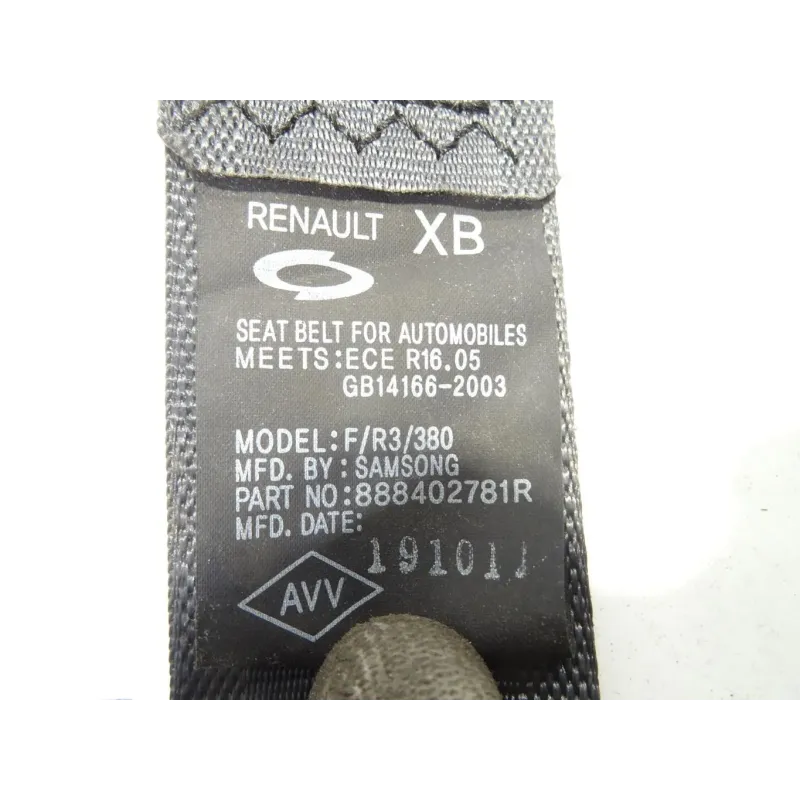 RENAULT XB
SEAT BELT FOR AUTOMOBILES
MEETS:ECE R16.05
GB14166-2003
MODEL:F/R3/380
MFD. BY: SAMSONG
PART NO:888402781R
MFD. DATE:
AVV